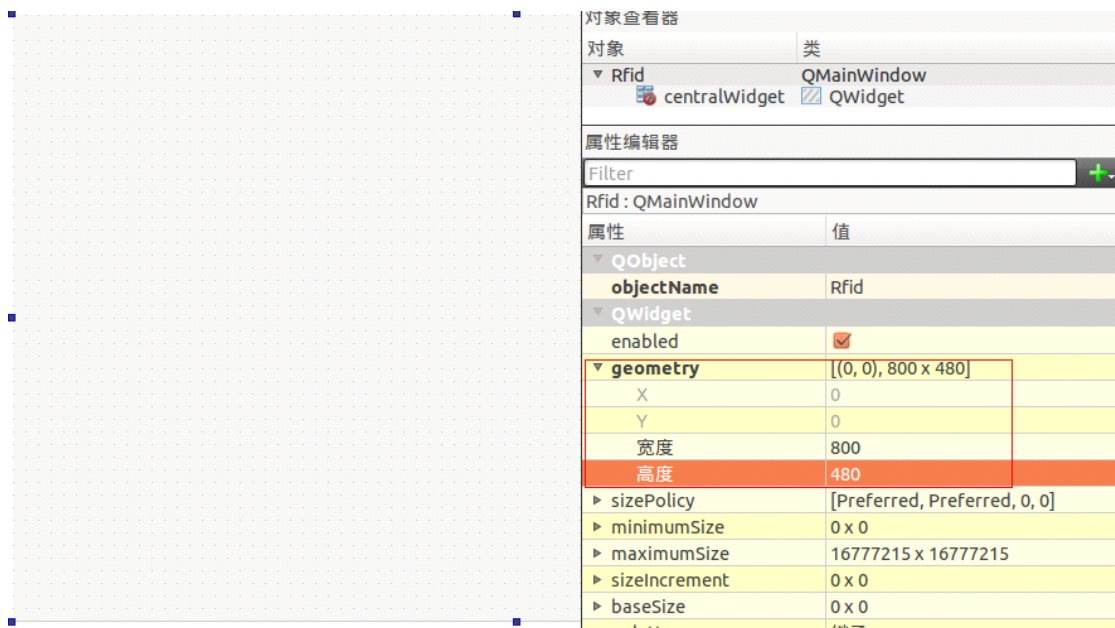 对象查看器
对象 类
Rfid QMainWindow
centralWidget QWidget
属性编辑器
Filter
Rfid : QMainWindow
属性 值
QObject
objectName Rfid
QWidget
enabled
geometry [(0, 0), 800 x 480]
X 0
Y 0
宽度 800
高度 480
sizePolicy [Preferred, Preferred, 0, 0]
minimumSize 0 x 0
maximumSize 16777215 x 16777215
sizeIncrement 0 x 0
baseSize 0 x 0